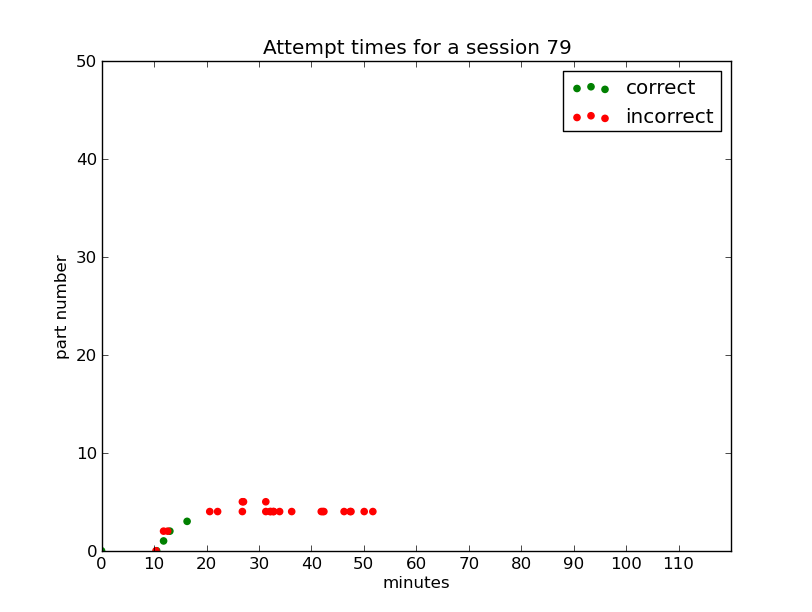 Attempt times for a session 79
correct
incorrect
50
40
30
20
10
0
part number
0 10 20 30 40 50 60 70 80 90 100 110
minutes